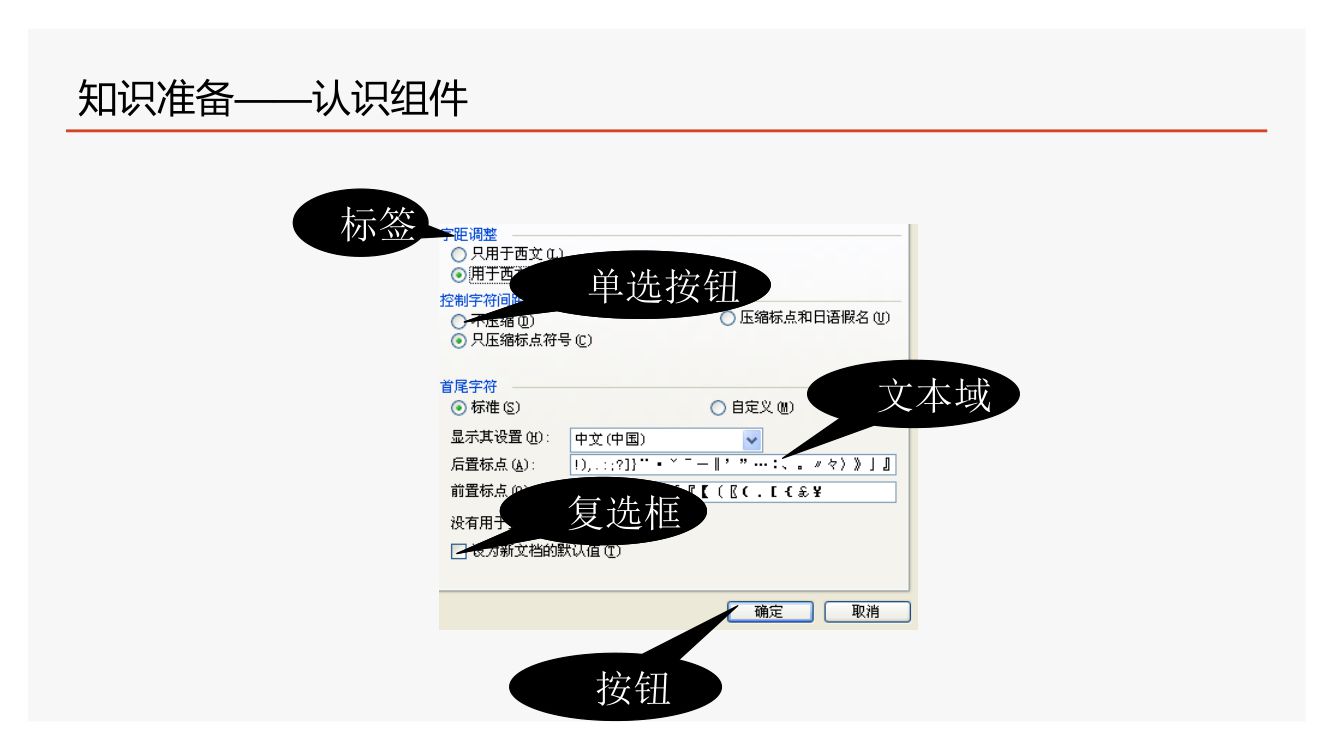 知识准备——认识组件
标签
字距调整
只用于西文(L)
用于西
单选按钮
控制字符间距
不压缩(D)
压缩标点和日语假名(U)
只压缩标点符号(C)
文本域
首尾字符
标准(S)
自定义(M)
显示其设置(H): 中文(中国)
后置标点(A):
前置标点
复选框
没有用于
设为新文档的默认值(T)
确定 取消
按钮